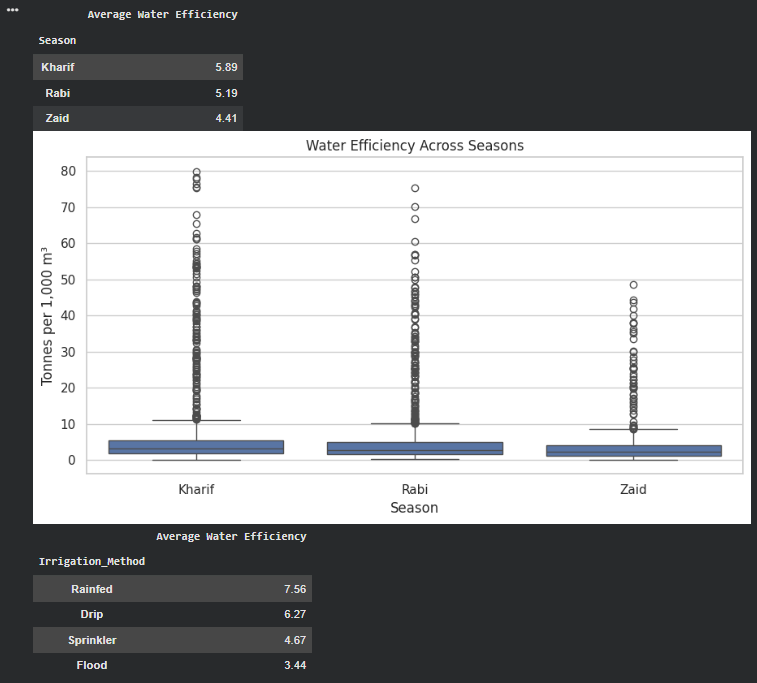 Average Water Efficiency
Season
Kharif 5.89
Rabi 5.19
Zaid 4.41
Water Efficiency Across Seasons
80
70
60
50
40
30
20
10
0
Tonnes per 1,000 m³
Kharif Rabi Zaid
Season
Average Water Efficiency
Irrigation_Method
Rainfed 7.56
Drip 6.27
Sprinkler 4.67
Flood 3.44